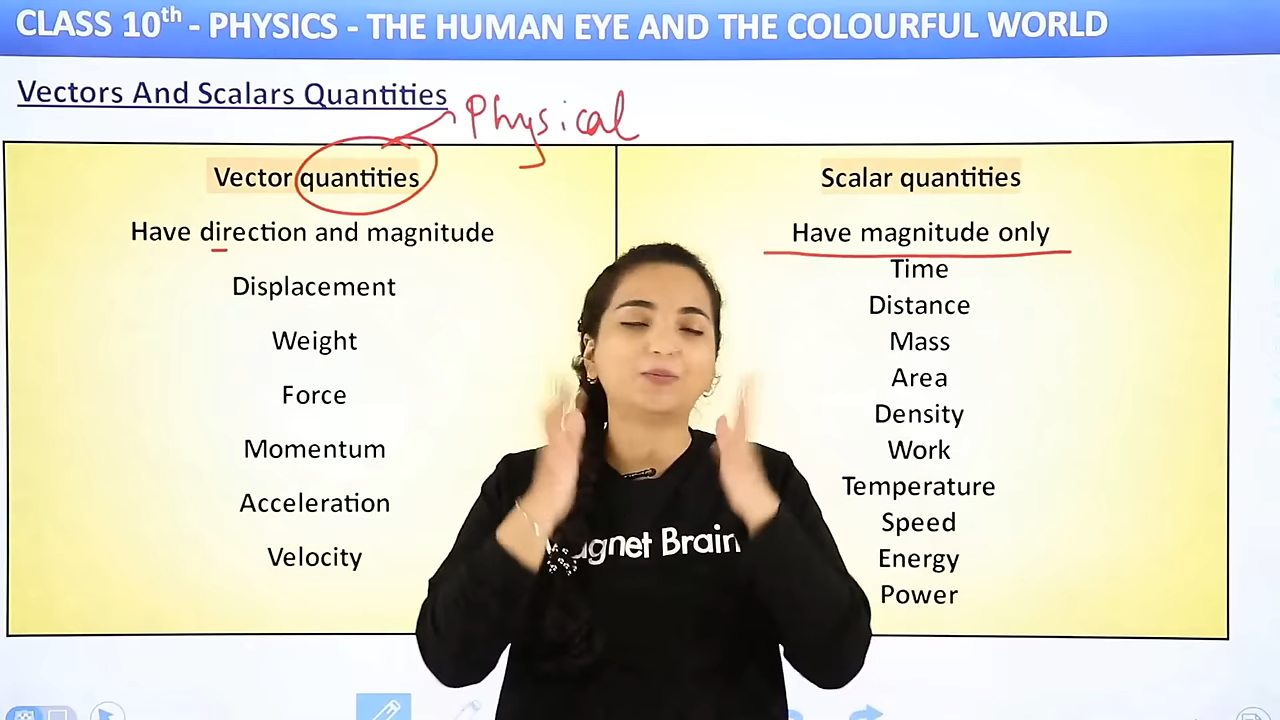 CLASS 10th - PHYSICS - THE HUMAN EYE AND THE COLOURFUL WORLD
Vectors And Scalars Quantities
Physical
Vector quantities
Have direction and magnitude
Displacement
Weight
Force
Momentum
Acceleration
Velocity
Scalar quantities
Have magnitude only
Time
Distance
Mass
Area
Density
Work
Temperature
Speed
Energy
Power
agnet Brain